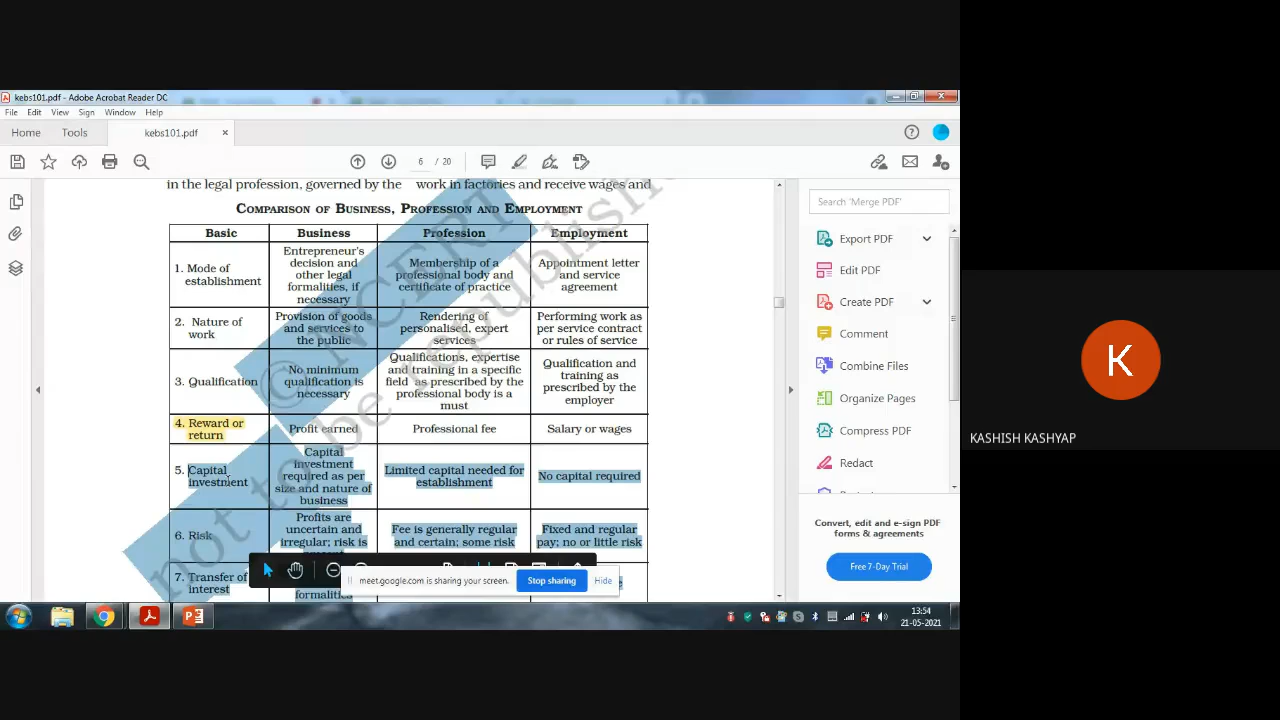 kebs101.pdf - Adobe Acrobat Reader DC
File Edit View Sign Window Help
Home Tools kebs101.pdf ×
6 / 20
in the legal profession, governed by the work in factories and receive wages and
COMPARISON OF BUSINESS, PROFESSION AND EMPLOYMENT
Basic Business Profession Employment
1. Mode of establishment
Entrepreneur's
decision and
other legal
formalities, if
necessary
Membership of a
professional body and
certificate of practice
Appointment letter
and service
agreement
2. Nature of
work
Provision of goods
and services to
the public
Rendering of
personalised, expert
services
Performing work as
per service contract
or rules of service
3. Qualification
No minimum
qualification is
necessary
Qualifications, expertise
and training in a specific
field as prescribed by the
professional body is a
must
Qualification and
training as
prescribed by the
employer
4. Reward or
return
Profit earned
Professional fee
Salary or wages
5. Capital
investment
Capital
investment
required as per
size and nature of
business
Limited capital needed for
establishment
No capital required
6. Risk
Profits are
uncertain and
irregular; risk is
Fee is generally regular
and certain; some risk
Fixed and regular
pay; no or little risk
7. Transfer of
interest
formalities
© NCERT
not to be republished
meet.google.com is sharing your screen. Stop sharing Hide
Search 'Merge PDF'
Export PDF
Edit PDF
Create PDF
Comment
Combine Files
Organize Pages
Compress PDF
Redact
Convert, edit and e-sign PDF
forms & agreements
Free 7-Day Trial
13:54
21-05-2021
K
KASHISH KASHYAP